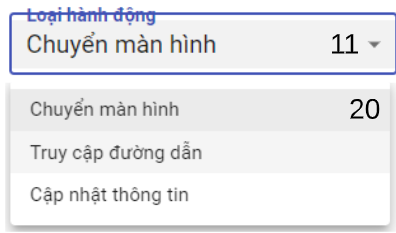 Loại hành động
Chuyển màn hình 11
Chuyển màn hình 20
Truy cập đường dẫn
Cập nhật thông tin